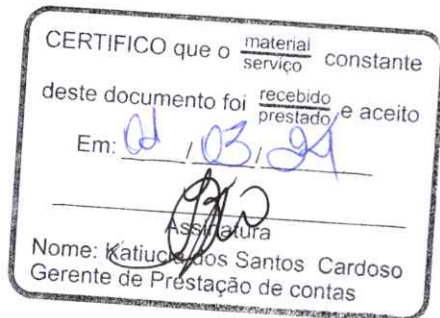 CERTIFICO que o material/serviço constante
deste documento foi recebido/prestado e aceito
Em: / 03 / 24
Assinatura
Nome: Katiucia dos Santos Cardoso
Gerente de Prestação de contas